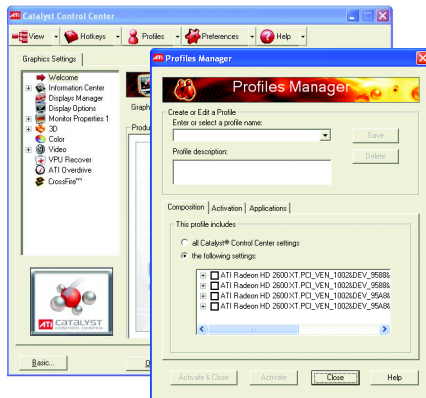 Catalyst Control Center
View Hotkeys Profiles Preferences Help
Graphics Settings
Welcome
Information Center
Displays Manager
Display Options
Monitor Properties 1
3D
Color
Video
VPU Recover
ATI Overdrive
CrossFire™
ATI CATALYST
CONTROL CENTER
Basic...
Graph
Produ
D
Profiles Manager
Profiles Manager
Create or Edit a Profile
Enter or select a profile name:
Save
Profile description:
Delete
Composition Activation Applications
This profile includes
all Catalyst® Control Center settings
the following settings:
ATI Radeon HD 2600 XT.PCI_VEN_1002&DEV_9588&
ATI Radeon HD 2600 XT.PCI_VEN_1002&DEV_9588&
ATI Radeon HD 2600 XT.PCI_VEN_1002&DEV_95A8&
ATI Radeon HD 2600 XT.PCI_VEN_1002&DEV_95A8&
Activate & Close Activate Close Help